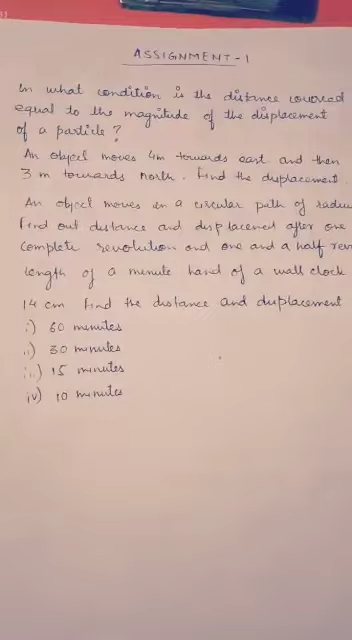 ASSIGNMENT-1
In what condition is the distance covered
equal to the magnitude of the displacement
of a particle?
An object moves 4m towards east and then
3 m towards north. Find the displacement.
An object moves in a circular path of radius
Find out distance and displacement after one
complete revolution and one and a half rev
length of a minute hand of a wall clock
14 cm find the distance and displacement
i) 60 minutes
ii) 30 minutes
iii) 15 minutes
iv) 10 minutes